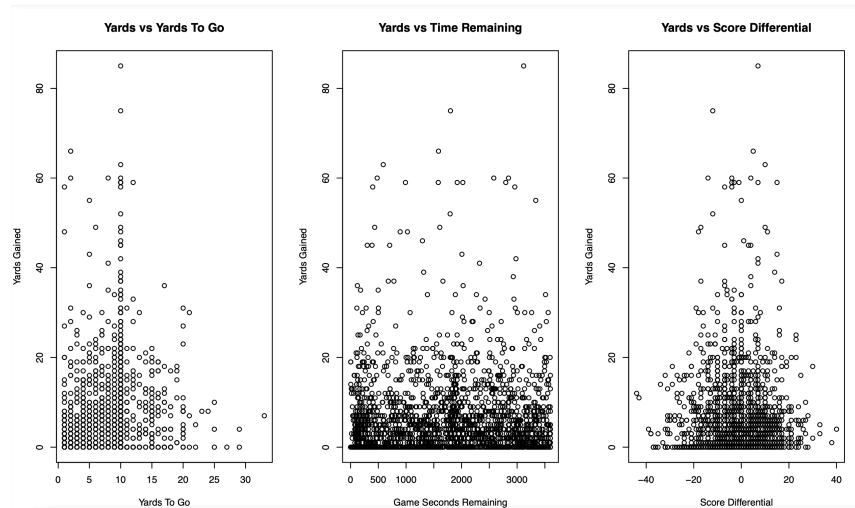 Yards vs Yards To Go
Yards Gained
80
60
40
20
0
0 5 10 15 20 25 30
Yards To Go
Yards vs Time Remaining
Yards Gained
80
60
40
20
0
0 500 1000 2000 3000
Game Seconds Remaining
Yards vs Score Differential
Yards Gained
80
60
40
20
0
−40 −20 0 20 40
Score Differential